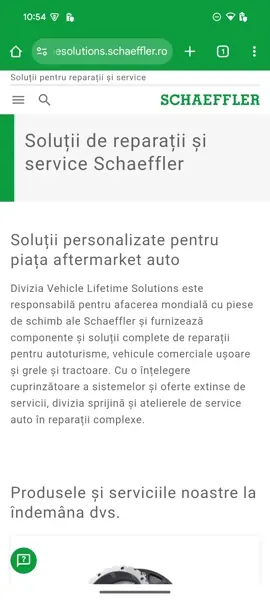 10:54
esolutions.schaeffler.ro
1
Soluții pentru reparații și service
SCHAEFFLER
Soluții de reparații și
service Schaeffler
Soluții personalizate pentru
piața aftermarket auto
Divizia Vehicle Lifetime Solutions este
responsabilă pentru afacerea mondială cu piese
de schimb ale Schaeffler și furnizează
componente și soluții complete de reparații
pentru autoturisme, vehicule comerciale ușoare
și grele și tractoare. Cu o înțelegere
cuprinzătoare a sistemelor și oferte extinse de
servicii, divizia sprijină și atelierele de service
auto în reparații complexe.
Produsele și serviciile noastre la
îndemâna dvs.